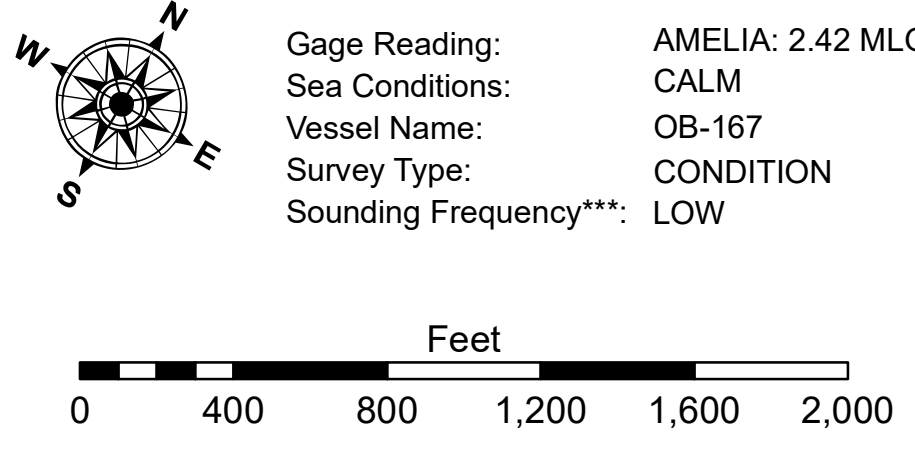 N
W
E
S
Gage Reading: AMELIA: 2.42
Sea Conditions: CALM
Vessel Name: OB-167
Survey Type: CONDITION
Sounding Frequency***: LOW
Feet
0 400 800 1,200 1,600 2,000